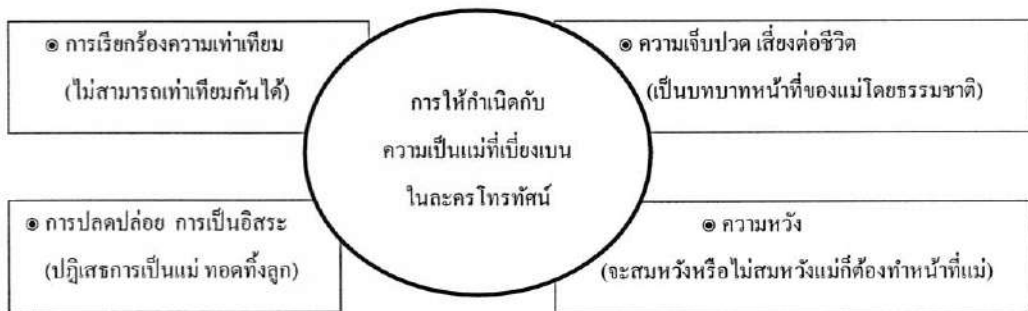 ◉ การเรียกร้องความเท่าเทียม
(ไม่สามารถเท่าเทียมกันได้)
◉ ความเจ็บปวด เสี่ยงต่อชีวิต
(เป็นบทบาทหน้าที่ของแม่โดยธรรมชาติ)
การให้กำเนิดกับ
ความเป็นแม่ที่เบี่ยงเบน
ในละครโทรทัศน์
◉ การปลดปล่อย การเป็นอิสระ
(ปฏิเสธการเป็นแม่ ทอดทิ้งลูก)
◉ ความหวัง
(จะสมหวังหรือไม่สมหวังแม่ก็ต้องทำหน้าที่แม่)